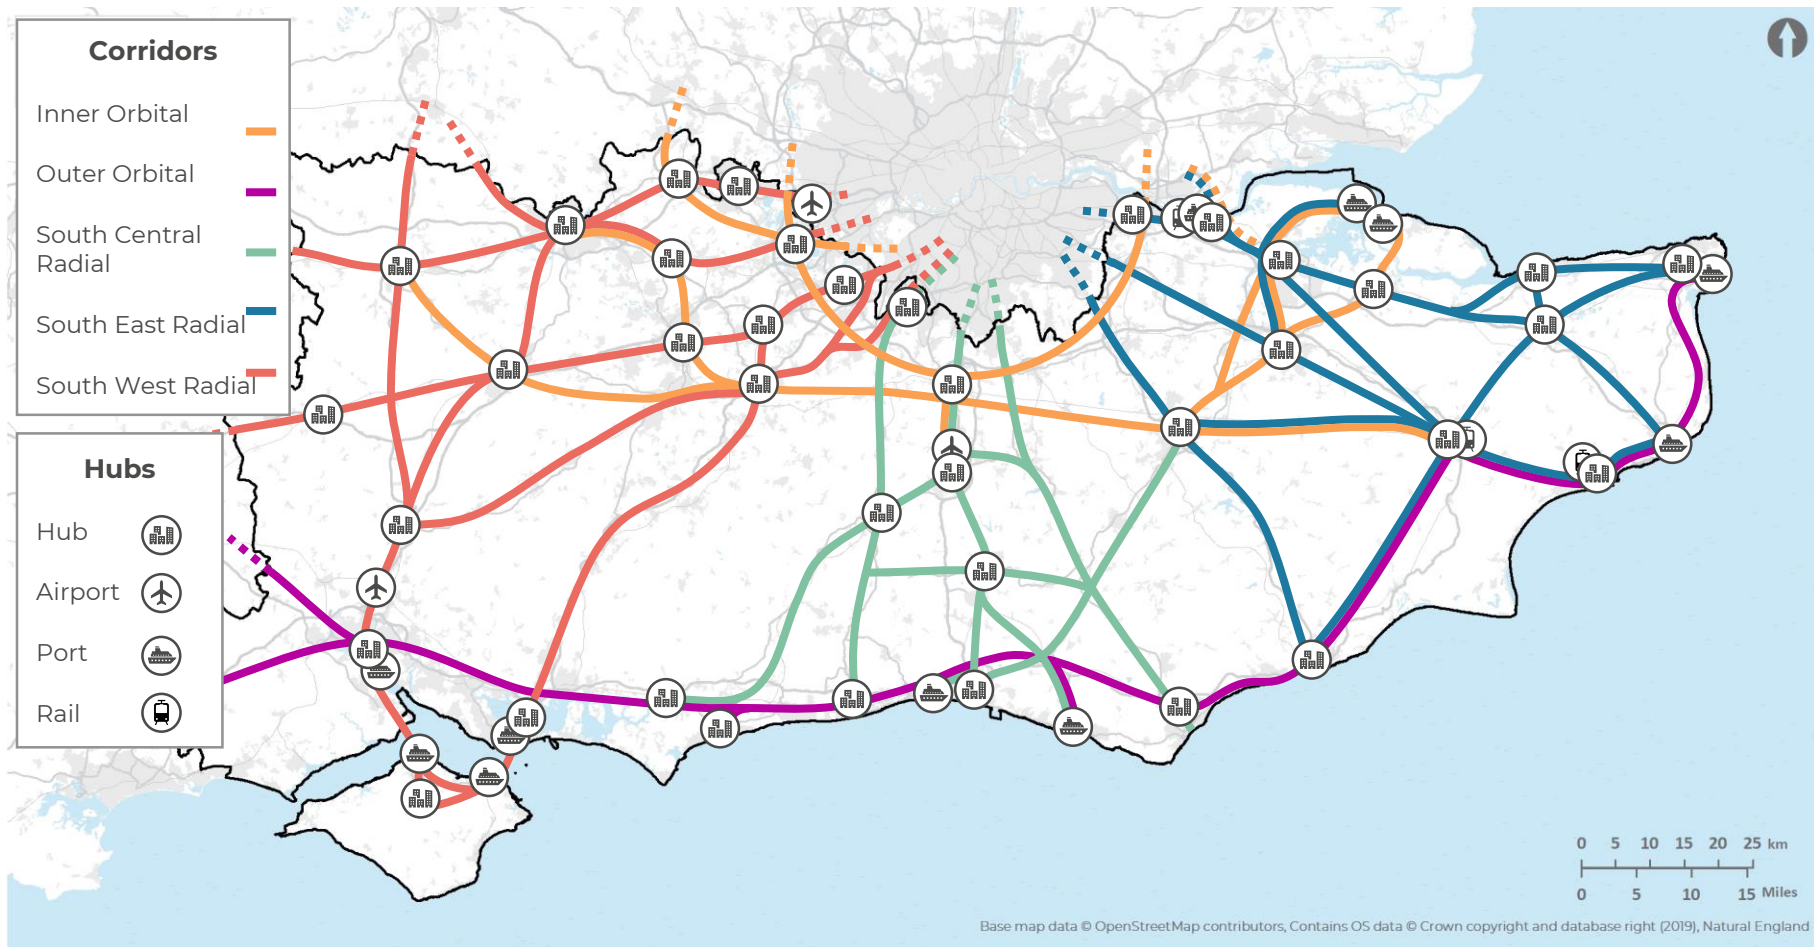 Corridors
Inner Orbital
Outer Orbital
South Central
Radial
South East Radial
South West Radial
Hubs
Hub
Airport
Port
Rail
0 5 10 15 20 25 km
0 5 10 15 Miles
Base map data © OpenStreetMap contributors, Contains OS data © Crown copyright and database right (2019), Natural England